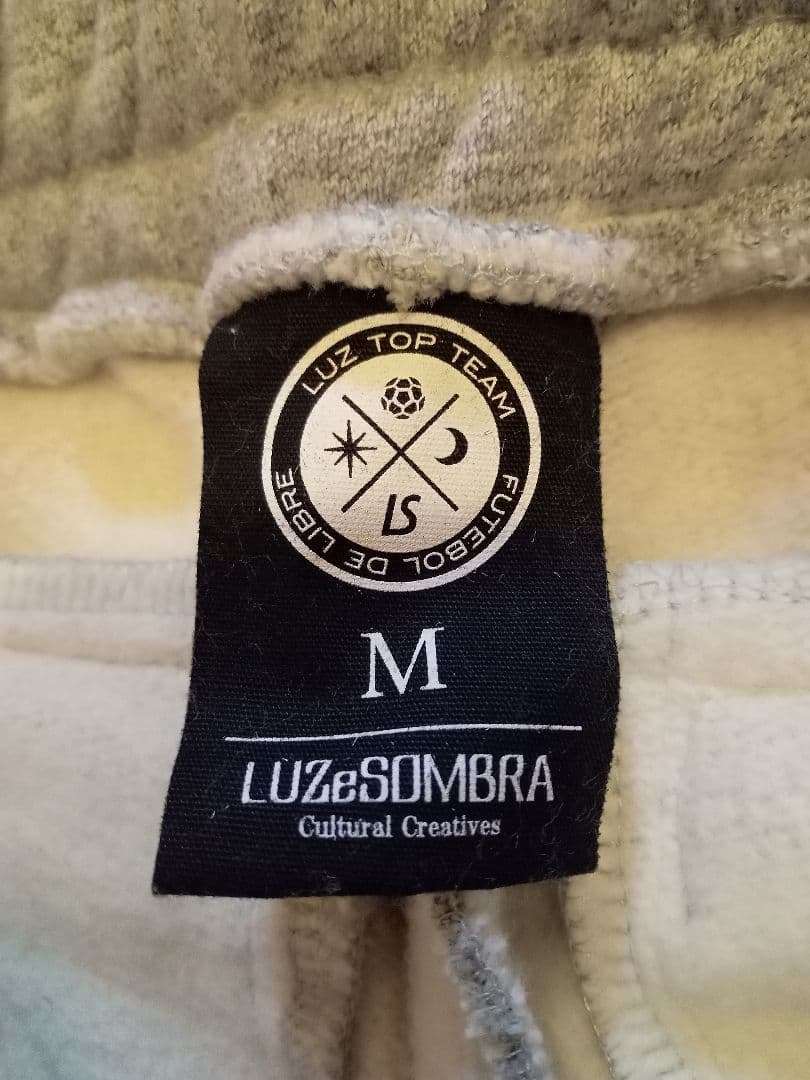 LUZ TOP TEAM
FUTEBOL DE LIBRE
LS
M
LUZeSOMBRA
Cultural Creatives